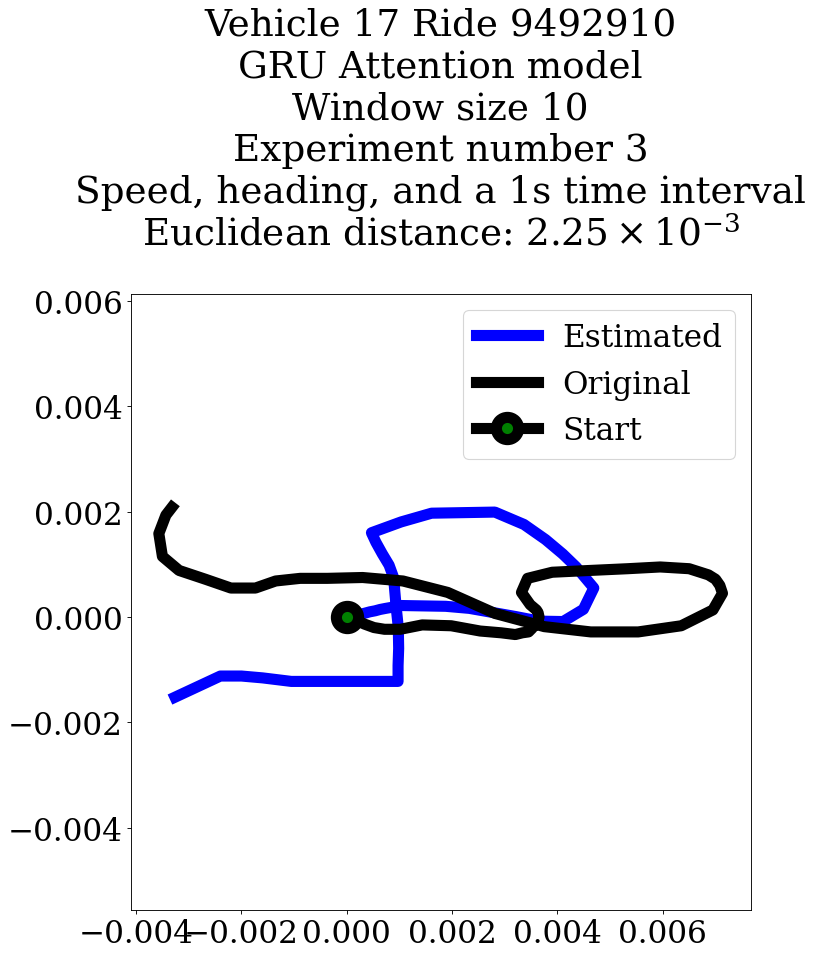 Vehicle 17 Ride 9492910
GRU Attention model
Window size 10
Experiment number 3
Speed, heading, and a 1s time interval
Euclidean distance: 2.25 × 10⁻³
0.006
Estimated
0.004
Original
Start
0.002
0.000
−0.002
−0.004
−0.004 −0.002 0.000 0.002 0.004 0.006